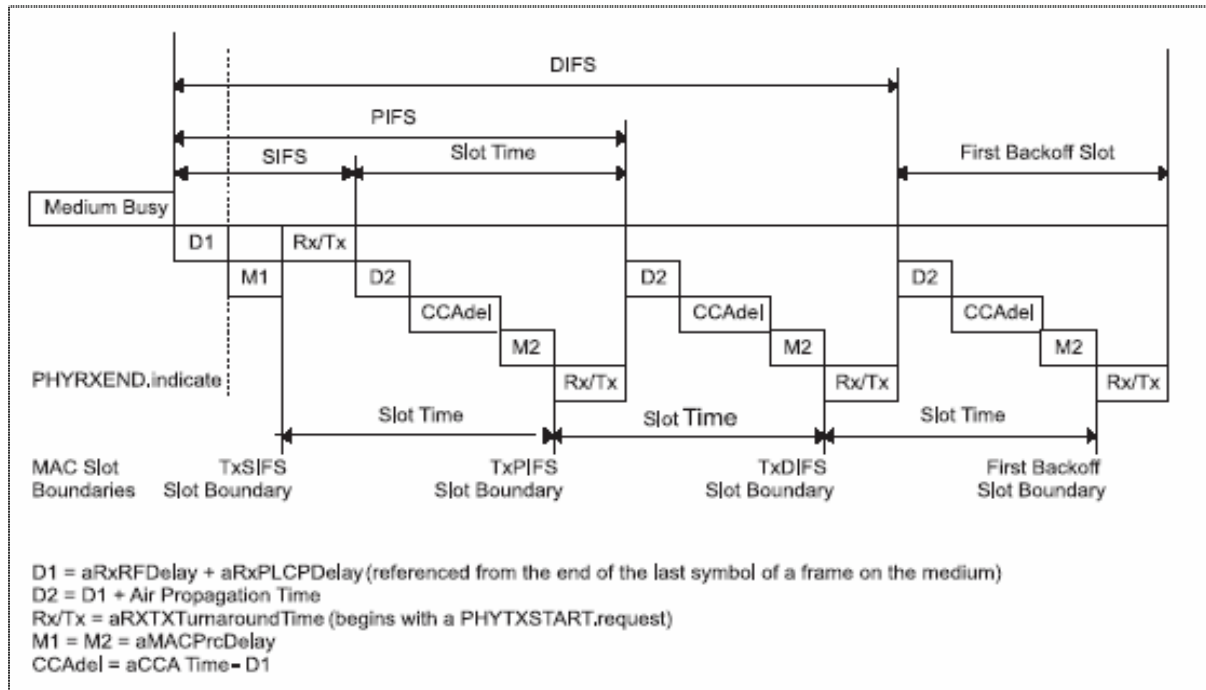 DIFS
PIFS
SIFS Slot Time First Backoff Slot
Medium Busy
D1 Rx/Tx
M1 D2 D2 D2
CCAdel CCAdel CCAdel
M2 M2 M2
PHYRXEND.indicate Rx/Tx Rx/Tx Rx/Tx
Slot Time Slot Time Slot Time
MAC Slot TxSIFS TxPIFS TxDIFS First Backoff
Boundaries Slot Boundary Slot Boundary Slot Boundary Slot Boundary
D1 = aRxRFDelay + aRxPLCPDelay (referenced from the end of the last symbol of a frame on the medium)
D2 = D1 + Air Propagation Time
Rx/Tx = aRXTXTurnaroundTime (begins with a PHYTXSTART.request)
M1 = M2 = aMACPrcDelay
CCAdel = aCCA Time - D1